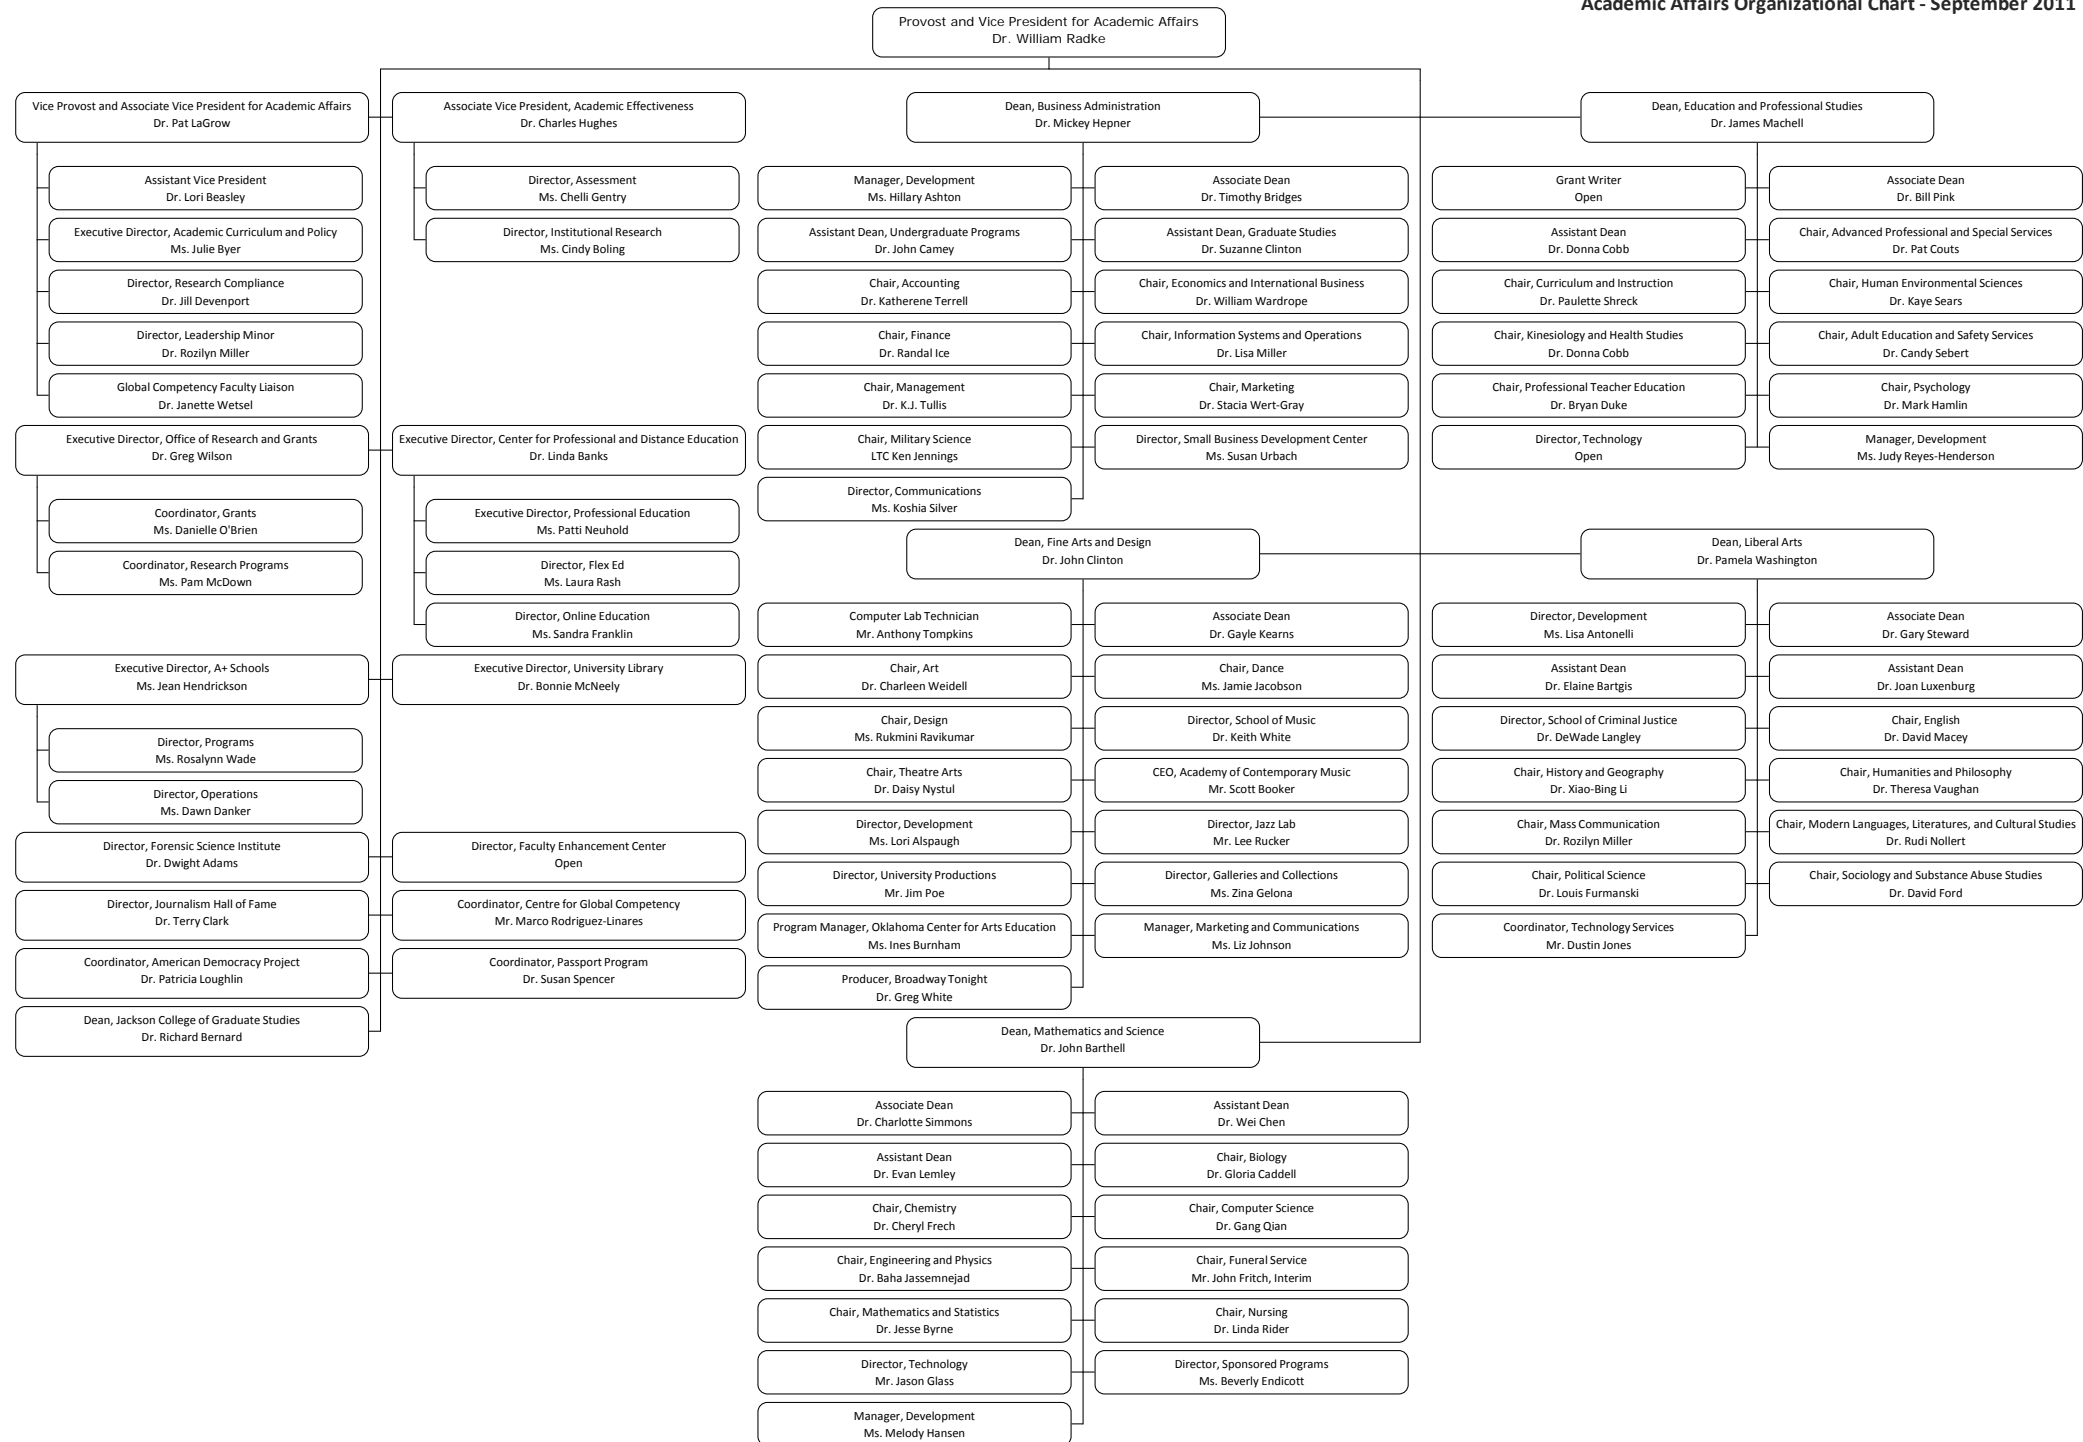 Academic Affairs Organizational Chart - September 2011
Provost and Vice President for Academic Affairs
Dr. William Radke
Vice Provost and Associate Vice President for Academic Affairs
Dr. Pat LaGrow
Assistant Vice President
Dr. Lori Beasley
Executive Director, Academic Curriculum and Policy
Ms. Julie Byer
Director, Research Compliance
Dr. Jill Devenport
Director, Leadership Minor
Dr. Rozilyn Miller
Global Competency Faculty Liaison
Dr. Janette Wetsel
Associate Vice President, Academic Effectiveness
Dr. Charles Hughes
Director, Assessment
Ms. Chelli Gentry
Director, Institutional Research
Ms. Cindy Boling
Executive Director, Office of Research and Grants
Dr. Greg Wilson
Coordinator, Grants
Ms. Danielle O'Brien
Coordinator, Research Programs
Ms. Pam McDown
Executive Director, Center for Professional and Distance Education
Dr. Linda Banks
Executive Director, Professional Education
Ms. Patti Neuhold
Director, Flex Ed
Ms. Laura Rash
Director, Online Education
Ms. Sandra Franklin
Executive Director, A+ Schools
Ms. Jean Hendrickson
Director, Programs
Ms. Rosalynn Wade
Director, Operations
Ms. Dawn Danker
Executive Director, University Library
Dr. Bonnie McNeely
Director, Forensic Science Institute
Dr. Dwight Adams
Director, Faculty Enhancement Center
Open
Director, Journalism Hall of Fame
Dr. Terry Clark
Coordinator, Centre for Global Competency
Mr. Marco Rodriguez-Linares
Coordinator, American Democracy Project
Dr. Patricia Loughlin
Coordinator, Passport Program
Dr. Susan Spencer
Dean, Jackson College of Graduate Studies
Dr. Richard Bernard
Dean, Business Administration
Dr. Mickey Hepner
Manager, Development
Ms. Hillary Ashton
Associate Dean
Dr. Timothy Bridges
Assistant Dean, Undergraduate Programs
Dr. John Camey
Assistant Dean, Graduate Studies
Dr. Suzanne Clinton
Chair, Accounting
Dr. Katherene Terrell
Chair, Economics and International Business
Dr. William Wardrope
Chair, Finance
Dr. Randal Ice
Chair, Information Systems and Operations
Dr. Lisa Miller
Chair, Management
Dr. K.J. Tullis
Chair, Marketing
Dr. Stacia Wert-Gray
Chair, Military Science
LTC Ken Jennings
Director, Small Business Development Center
Ms. Susan Urbach
Director, Communications
Ms. Koshia Silver
Dean, Education and Professional Studies
Dr. James Machell
Grant Writer
Open
Associate Dean
Dr. Bill Pink
Assistant Dean
Dr. Donna Cobb
Chair, Advanced Professional and Special Services
Dr. Pat Couts
Chair, Curriculum and Instruction
Dr. Paulette Shreck
Chair, Human Environmental Sciences
Dr. Kaye Sears
Chair, Kinesiology and Health Studies
Dr. Donna Cobb
Chair, Adult Education and Safety Services
Dr. Candy Sebert
Chair, Professional Teacher Education
Dr. Bryan Duke
Chair, Psychology
Dr. Mark Hamlin
Director, Technology
Open
Manager, Development
Ms. Judy Reyes-Henderson
Dean, Fine Arts and Design
Dr. John Clinton
Computer Lab Technician
Mr. Anthony Tompkins
Associate Dean
Dr. Gayle Kearns
Chair, Art
Dr. Charleen Weidell
Chair, Dance
Ms. Jamie Jacobson
Chair, Design
Ms. Rukmini Ravikumar
Director, School of Music
Dr. Keith White
Chair, Theatre Arts
Dr. Daisy Nystul
CEO, Academy of Contemporary Music
Mr. Scott Booker
Director, Development
Ms. Lori Alspaugh
Director, Jazz Lab
Mr. Lee Rucker
Director, University Productions
Mr. Jim Poe
Director, Galleries and Collections
Ms. Zina Gelona
Program Manager, Oklahoma Center for Arts Education
Ms. Ines Burnham
Manager, Marketing and Communications
Ms. Liz Johnson
Producer, Broadway Tonight
Dr. Greg White
Dean, Liberal Arts
Dr. Pamela Washington
Director, Development
Ms. Lisa Antonelli
Associate Dean
Dr. Gary Steward
Assistant Dean
Dr. Elaine Bartgis
Assistant Dean
Dr. Joan Luxenburg
Director, School of Criminal Justice
Dr. DeWade Langley
Chair, English
Dr. David Macey
Chair, History and Geography
Dr. Xiao-Bing Li
Chair, Humanities and Philosophy
Dr. Theresa Vaughan
Chair, Mass Communication
Dr. Rozilyn Miller
Chair, Modern Languages, Literatures, and Cultural Studies
Dr. Rudi Nollert
Chair, Political Science
Dr. Louis Furmanski
Chair, Sociology and Substance Abuse Studies
Dr. David Ford
Coordinator, Technology Services
Mr. Dustin Jones
Dean, Mathematics and Science
Dr. John Barthell
Associate Dean
Dr. Charlotte Simmons
Assistant Dean
Dr. Wei Chen
Assistant Dean
Dr. Evan Lemley
Chair, Biology
Dr. Gloria Caddell
Chair, Chemistry
Dr. Cheryl Frech
Chair, Computer Science
Dr. Gang Qian
Chair, Engineering and Physics
Dr. Baha Jassemnejad
Chair, Funeral Service
Mr. John Fritch, Interim
Chair, Mathematics and Statistics
Dr. Jesse Byrne
Chair, Nursing
Dr. Linda Rider
Director, Technology
Mr. Jason Glass
Director, Sponsored Programs
Ms. Beverly Endicott
Manager, Development
Ms. Melody Hansen